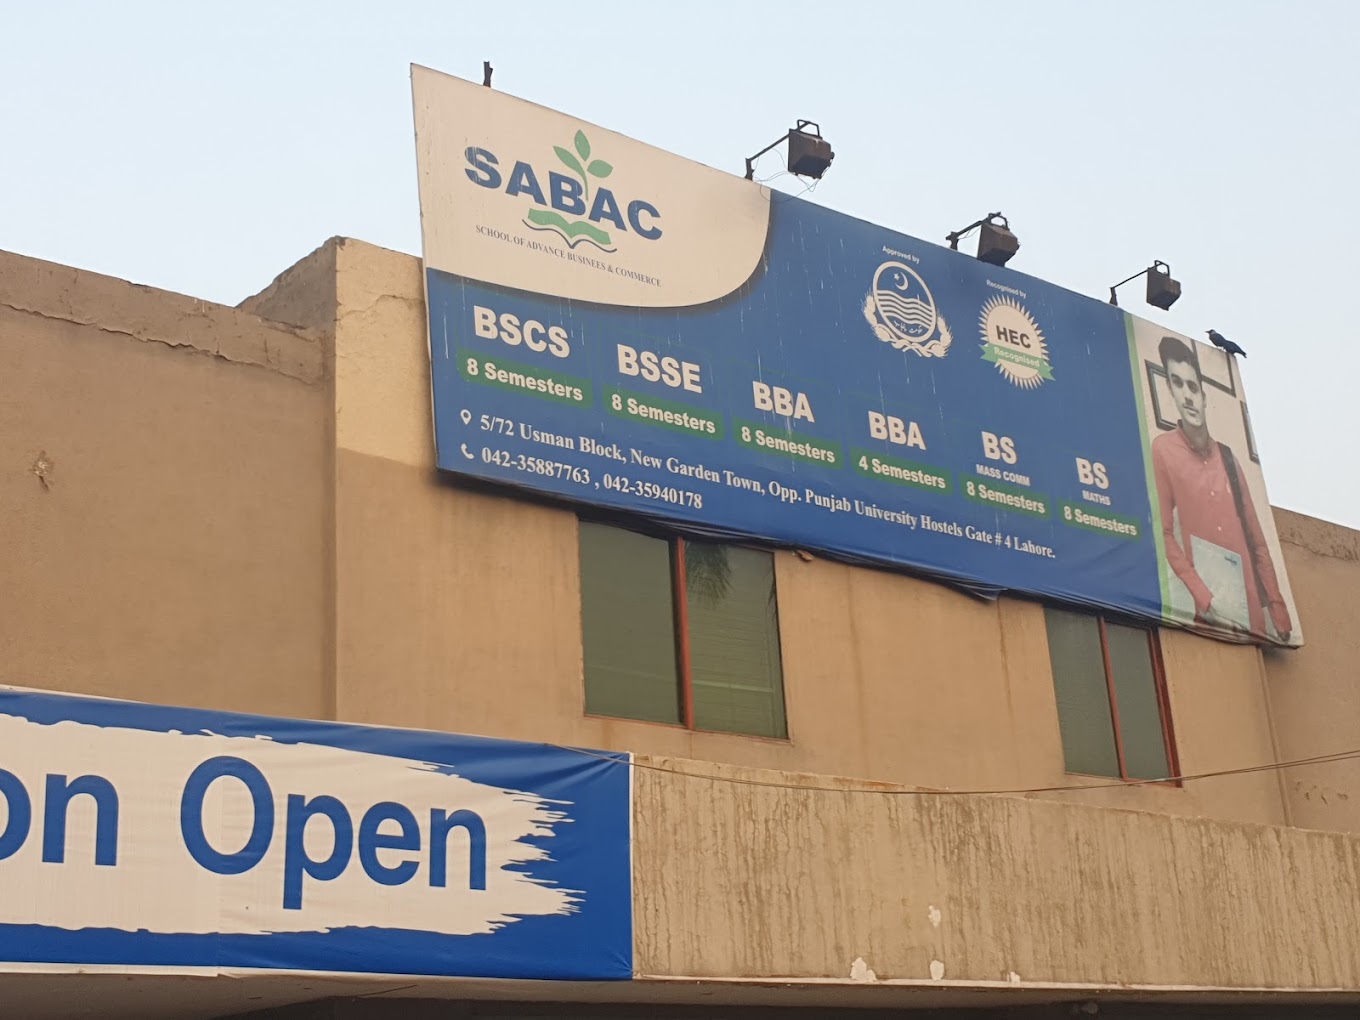 SABAC
SCHOOL OF ADVANCE BUSINEES & COMMERCE
Approved by
Recognised by
HEC
Recognised
BSCS
8 Semesters
BSSE
8 Semesters
BBA
8 Semesters
BBA
4 Semesters
BS
MASS COMM
8 Semesters
BS
MATHS
8 Semesters
5/72 Usman Block, New Garden Town, Opp. Punjab University Hostels Gate # 4 Lahore.
042-35887763 , 042-35940178
on Open